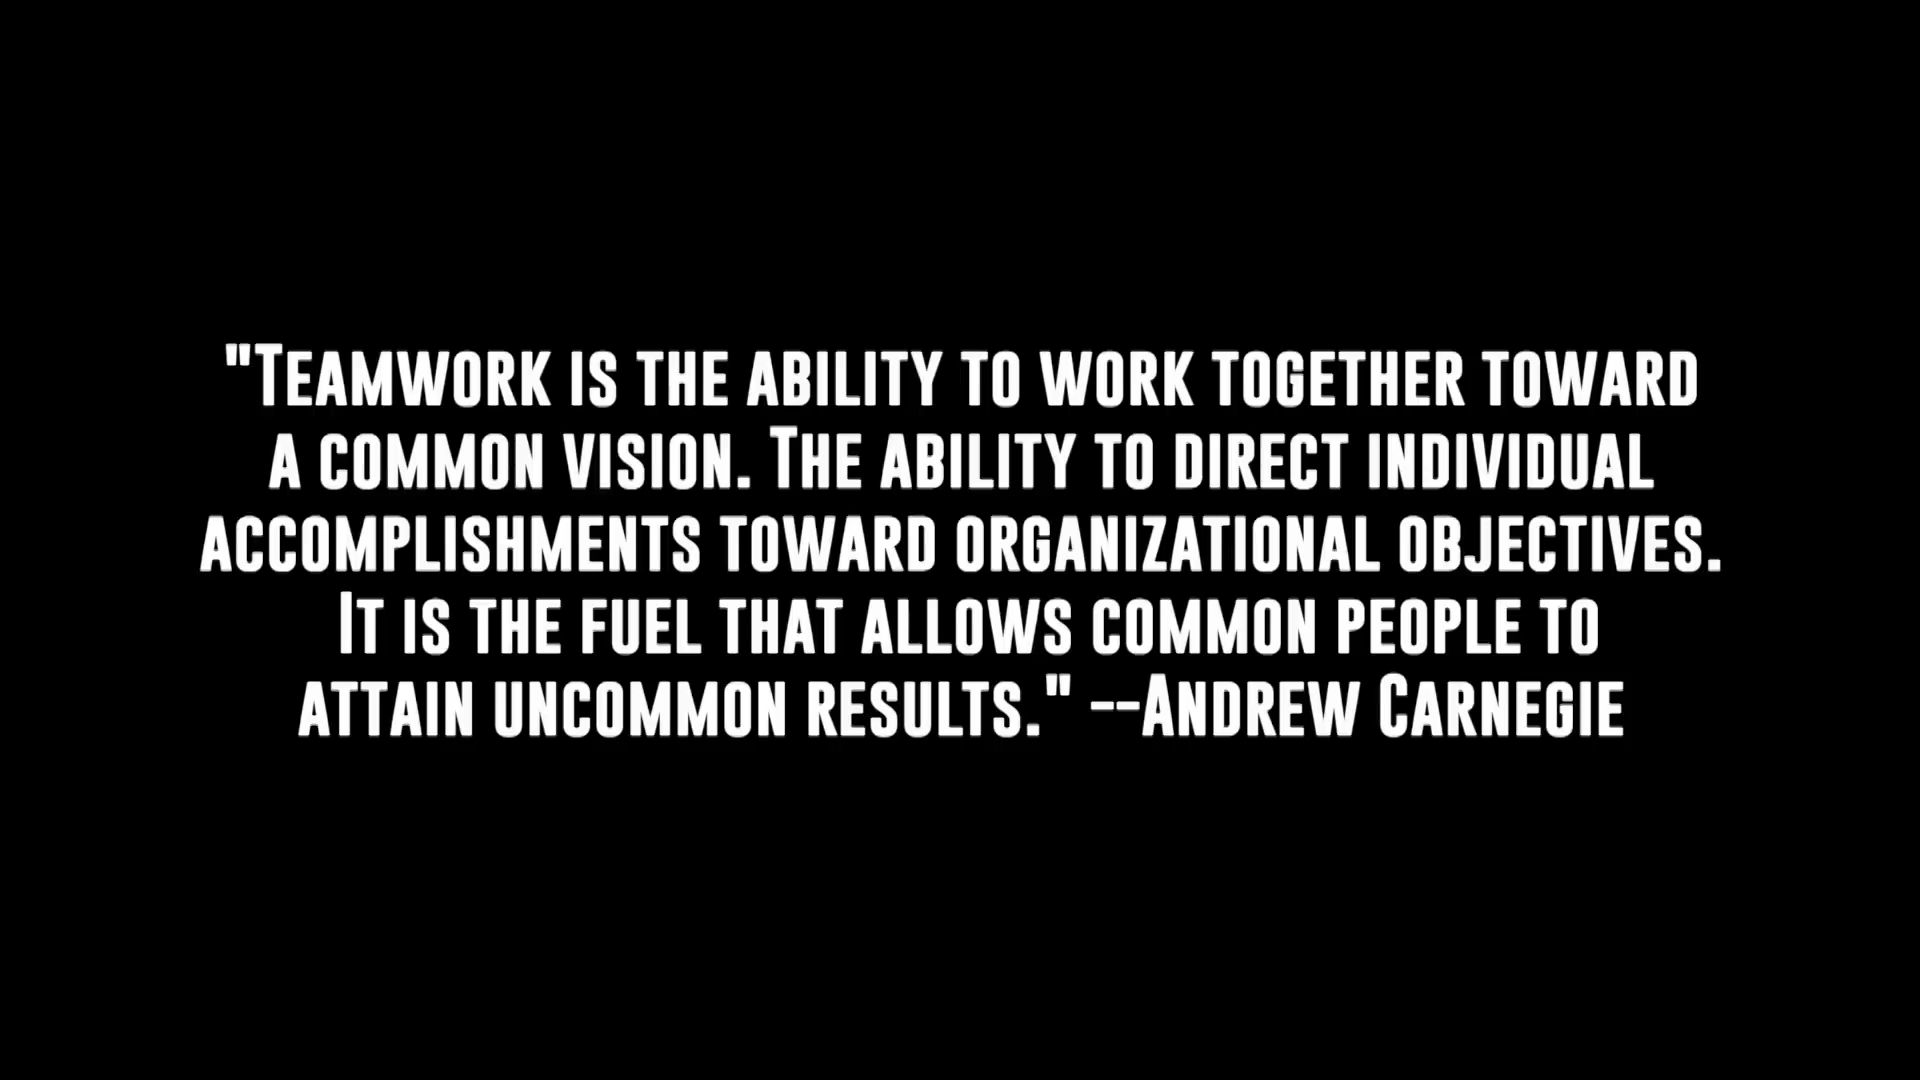 "Teamwork is the ability to work together toward
a common vision. The ability to direct individual
accomplishments toward organizational objectives.
It is the fuel that allows common people to
attain uncommon results." --Andrew Carnegie